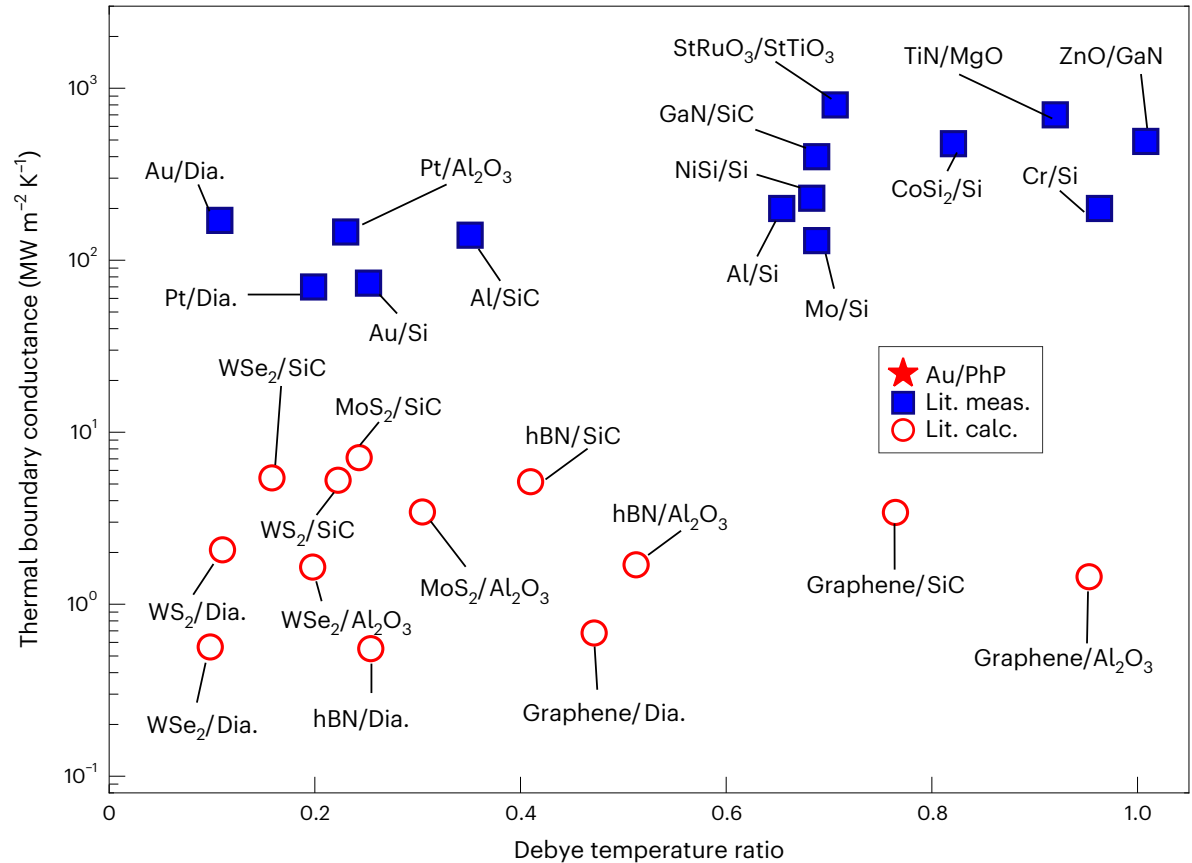 StRuO₃/StTiO₃
TiN/MgO
ZnO/GaN
10³
GaN/SiC
Au/Dia.
Pt/Al₂O₃
NiSi/Si
CoSi₂/Si
Cr/Si
10²
Pt/Dia.
Al/SiC
Al/Si
Au/Si
Mo/Si
WSe₂/SiC
Au/PhP
MoS₂/SiC
Lit. meas.
10¹
hBN/SiC
Lit. calc.
WS₂/SiC
hBN/Al₂O₃
MoS₂/Al₂O₃
Graphene/SiC
10⁰
WS₂/Dia.
WSe₂/Al₂O₃
Graphene/Al₂O₃
WSe₂/Dia.
hBN/Dia.
Graphene/Dia.
10⁻¹
0
0.2
0.4
0.6
0.8
1.0
Debye temperature ratio
Thermal boundary conductance (MW m⁻² K⁻¹)